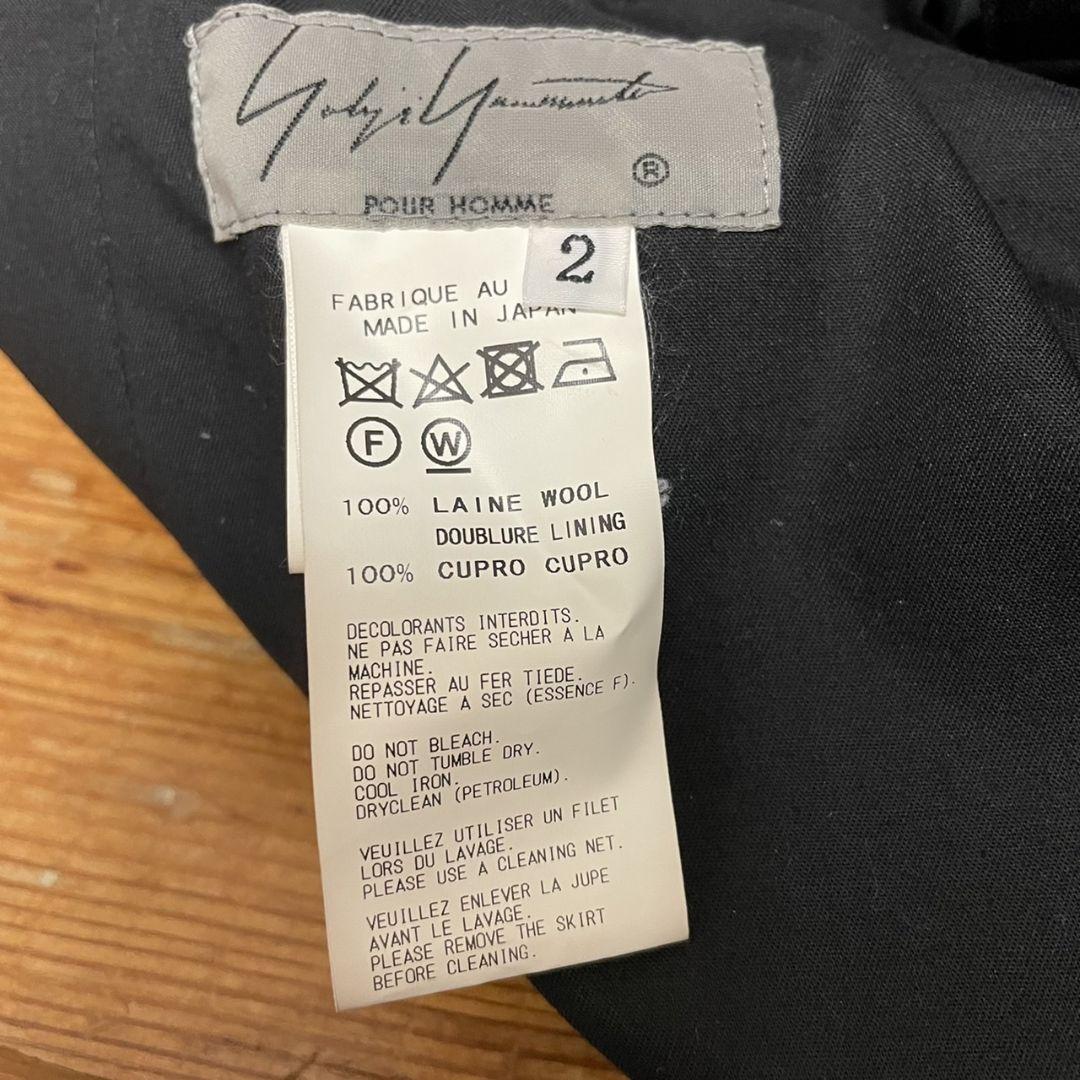 Yohji Yamamoto
®
POUR HOMME
2
FABRIQUE AU
MADE IN JAPAN
F W
100% LAINE WOOL
DOUBLURE LINING
100% CUPRO CUPRO
DECOLORANTS INTERDITS.
NE PAS FAIRE SECHER A LA
MACHINE.
REPASSER AU FER TIEDE.
NETTOYAGE A SEC (ESSENCE F).
DO NOT BLEACH.
DO NOT TUMBLE DRY.
COOL IRON.
DRYCLEAN (PETROLEUM).
VEUILLEZ UTILISER UN FILET
LORS DU LAVAGE.
PLEASE USE A CLEANING NET.
VEUILLEZ ENLEVER LA JUPE
AVANT LE LAVAGE.
PLEASE REMOVE THE SKIRT
BEFORE CLEANING.